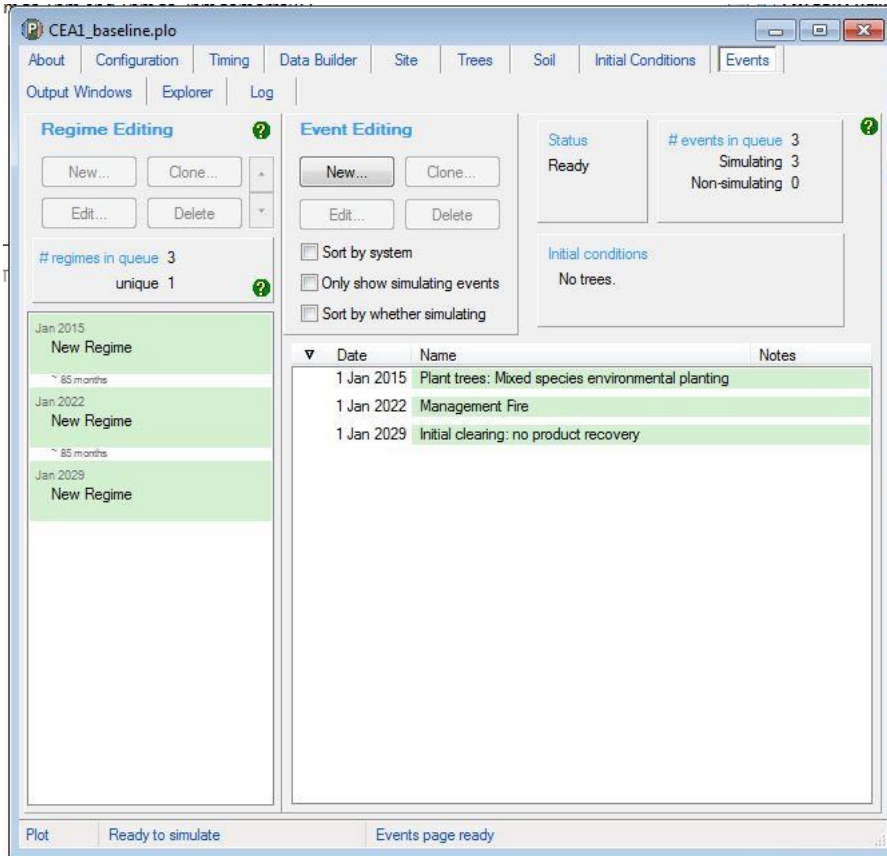 CEA1_baseline.plo
About Configuration Timing Data Builder Site Trees Soil Initial Conditions Events
Output Windows Explorer Log
Regime Editing
New... Clone...
Edit... Delete
# regimes in queue 3
unique 1
Jan 2015
New Regime
~ 85 months
Jan 2022
New Regime
~ 85 months
Jan 2029
New Regime
Event Editing
New... Clone...
Edit... Delete
Sort by system
Only show simulating events
Sort by whether simulating
Status
Ready
# events in queue 3
Simulating 3
Non-simulating 0
Initial conditions
No trees.
Date Name Notes
1 Jan 2015 Plant trees: Mixed species environmental planting
1 Jan 2022 Management Fire
1 Jan 2029 Initial clearing: no product recovery
Plot Ready to simulate Events page ready